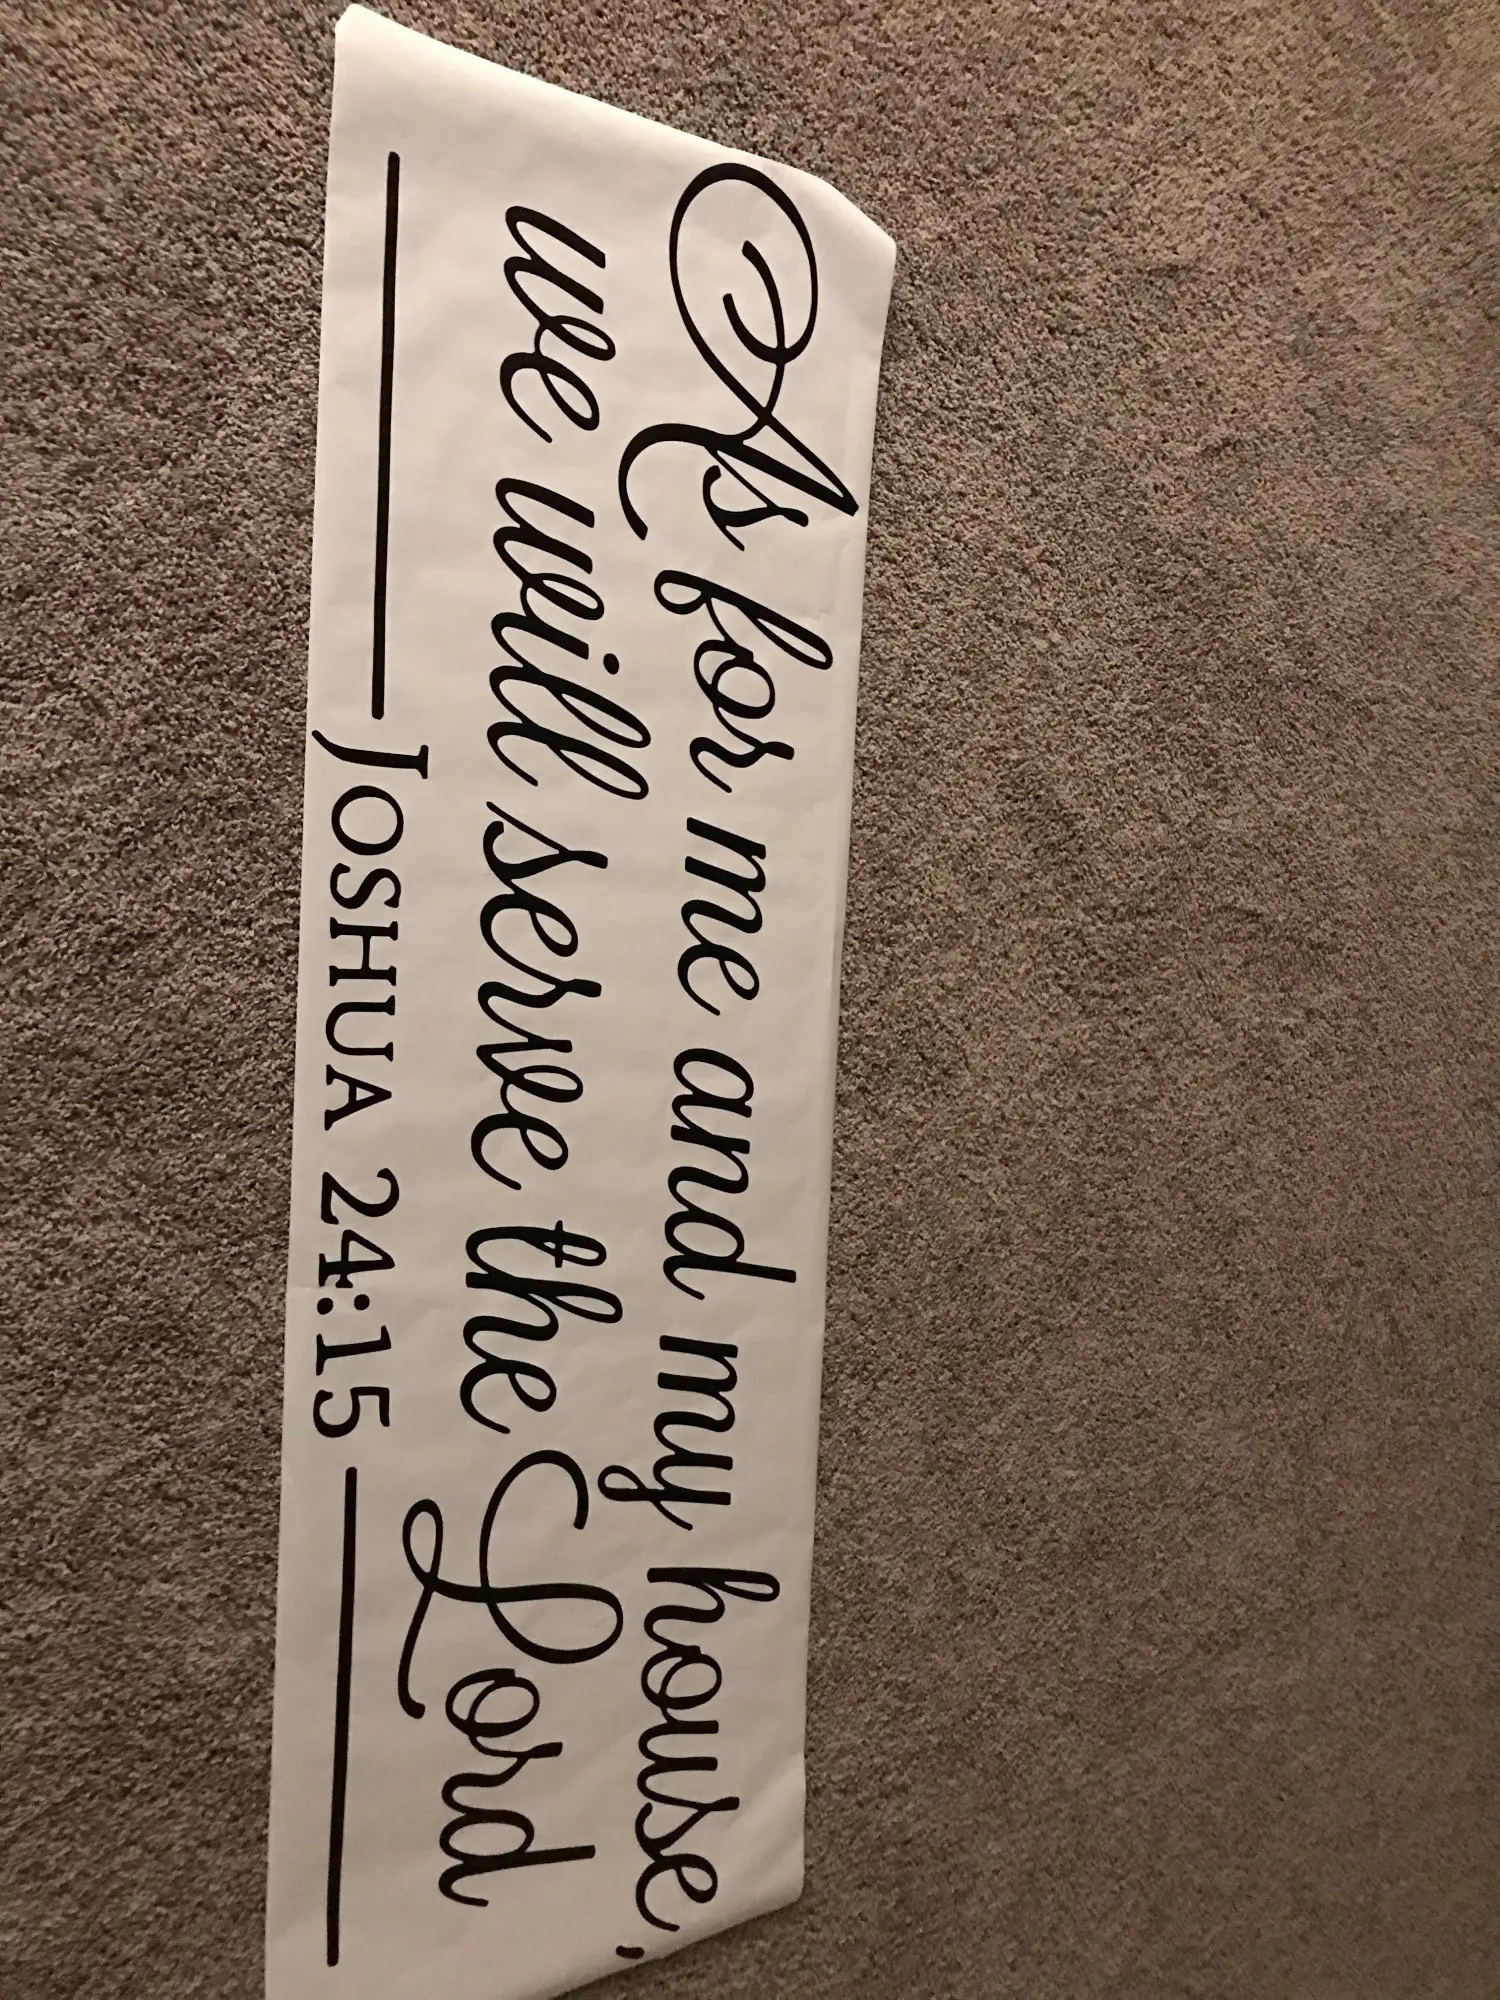 As for me and my house,
we will serve the Lord
JOSHUA 24:15